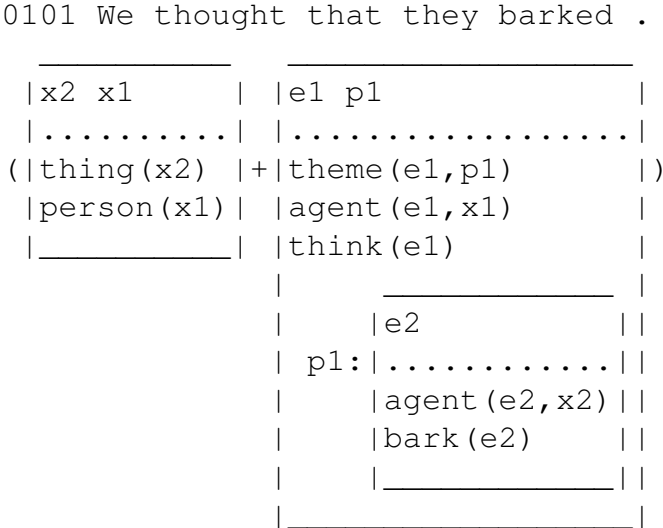 0101 We thought that they barked .
  __________   __________________
 |x2 x1     | |e1 p1             |
 |..........| |..................|
(|thing(x2) |+|theme(e1,p1)      |)
 |person(x1)| |agent(e1,x1)      |
 |__________| |think(e1)         |
              |     ____________ |
              |    |e2          ||
              | p1:|............||
              |    |agent(e2,x2)||
              |    |bark(e2)    ||
              |    |____________||
              |__________________|